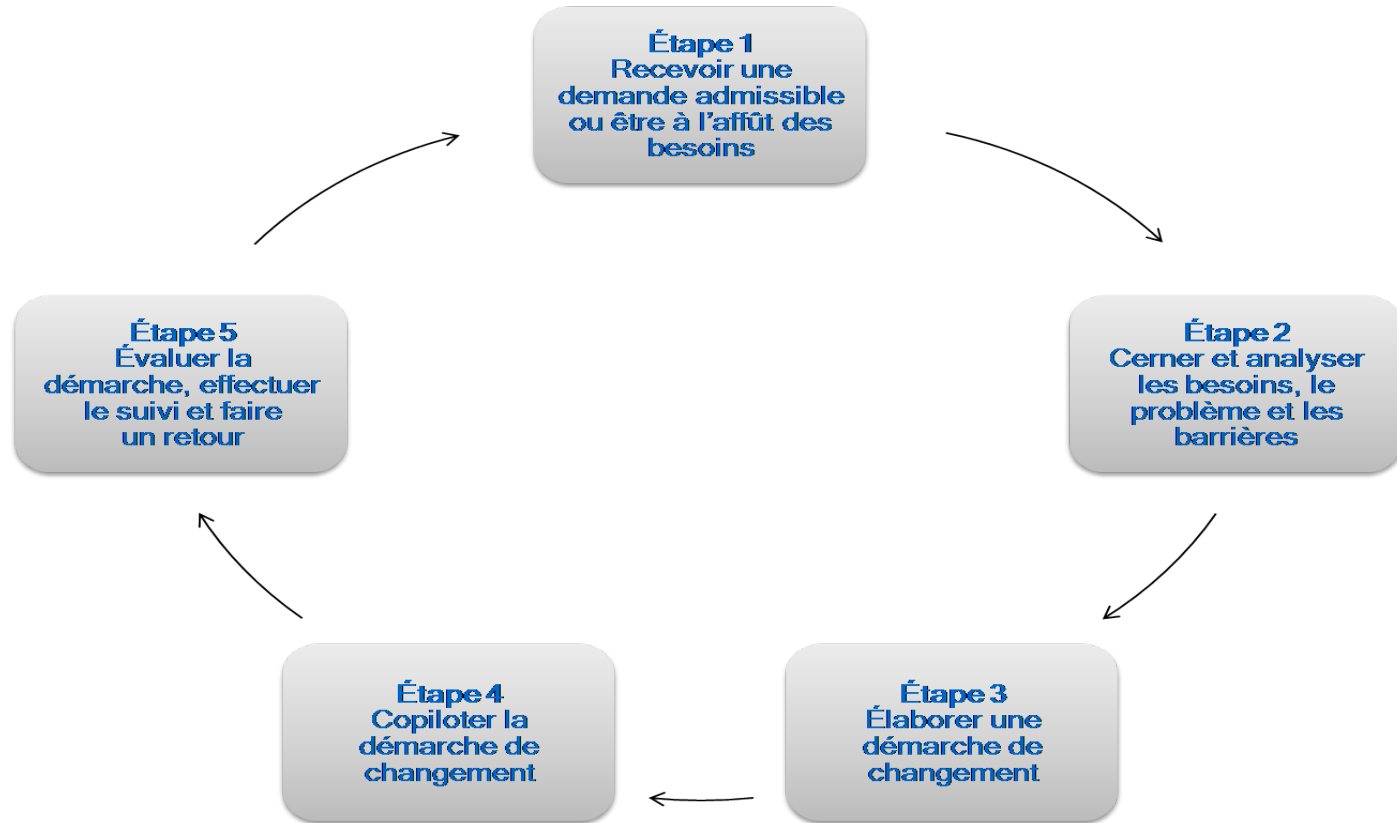 Étape 1
Recevoir une
demande admissible
ou être à l'affût des
besoins
Étape 2
Cerner et analyser
les besoins, le
problème et les
barrières
Étape 3
Élaborer une
démarche de
changement
Étape 4
Copiloter la
démarche de
changement
Étape 5
Évaluer la
démarche, effectuer
le suivi et faire
un retour